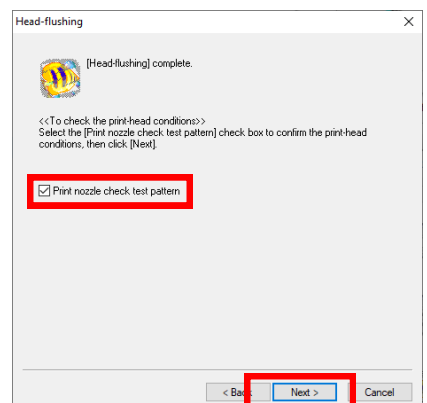 Head-flushing
[Head-flushing] complete.
<<To check the print-head conditions>>
Select the [Print nozzle check test pattern] check box to confirm the print-head
conditions, then click [Next].
Print nozzle check test pattern
< Ba Next > Cancel